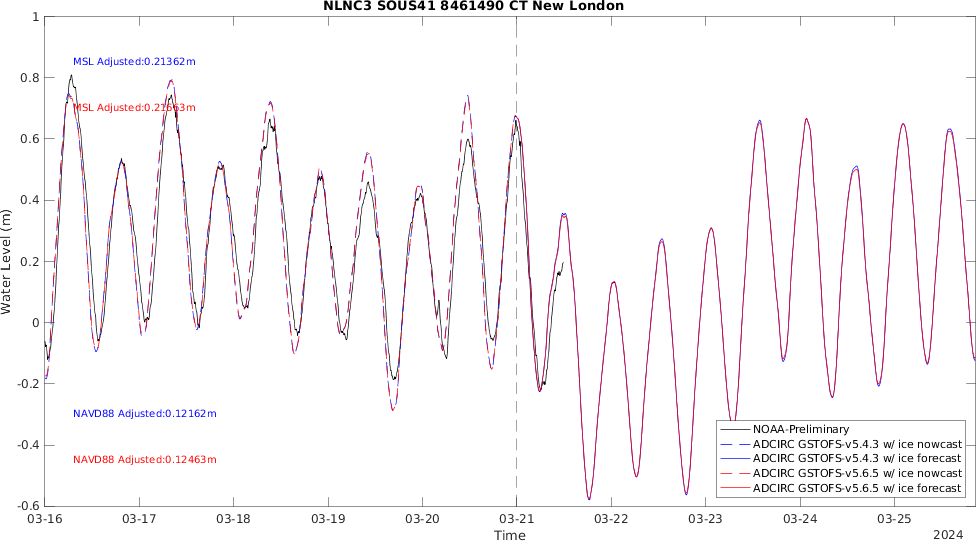 NLNC3 SOUS41 8461490 CT New London
1
0.8
0.6
0.4
0.2
0
-0.2
-0.4
-0.6
Water Level (m)
MSL Adjusted:0.21362m
MSL Adjusted:0.21663m
NAVD88 Adjusted:0.12162m
NAVD88 Adjusted:0.12463m
NOAA-Preliminary
ADCIRC GSTOFS-v5.4.3 w/ ice nowcast
ADCIRC GSTOFS-v5.4.3 w/ ice forecast
ADCIRC GSTOFS-v5.6.5 w/ ice nowcast
ADCIRC GSTOFS-v5.6.5 w/ ice forecast
03-16 03-17 03-18 03-19 03-20 03-21 03-22 03-23 03-24 03-25
Time
2024